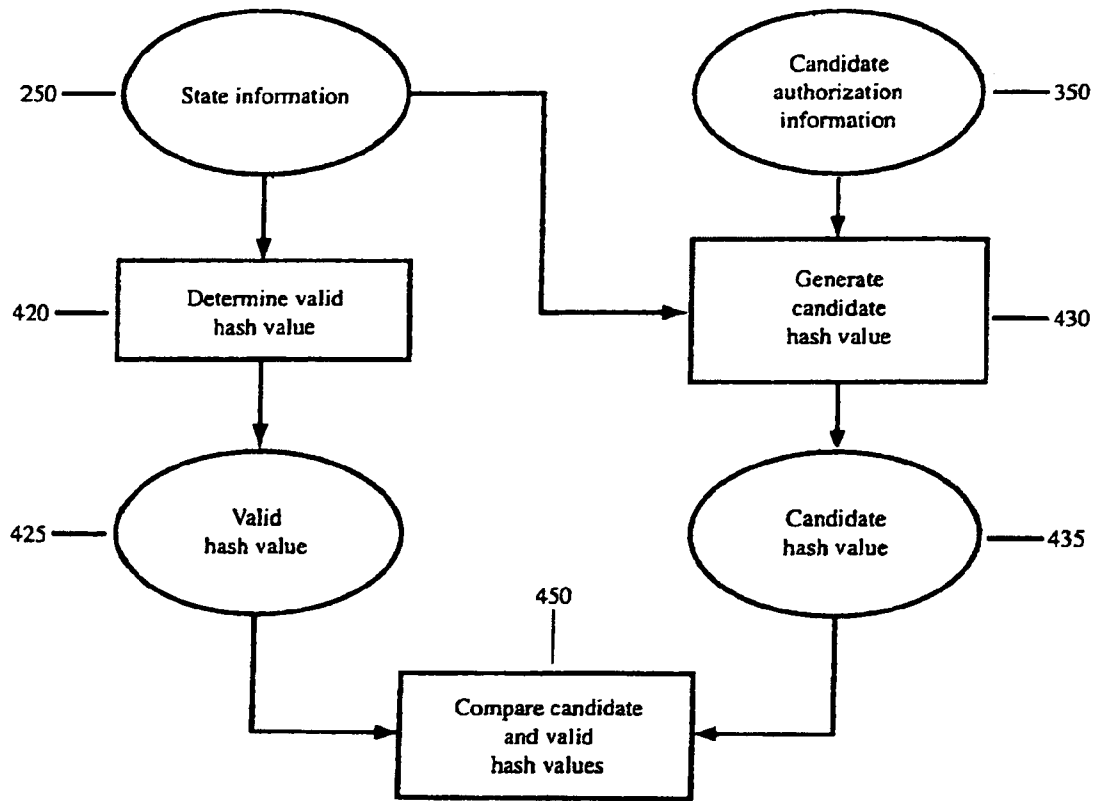 250
State information
Candidate
authorization
information
350
420
Determine valid
hash value
Generate
candidate
hash value
430
425
Valid
hash value
Candidate
hash value
435
450
Compare candidate
and valid
hash values